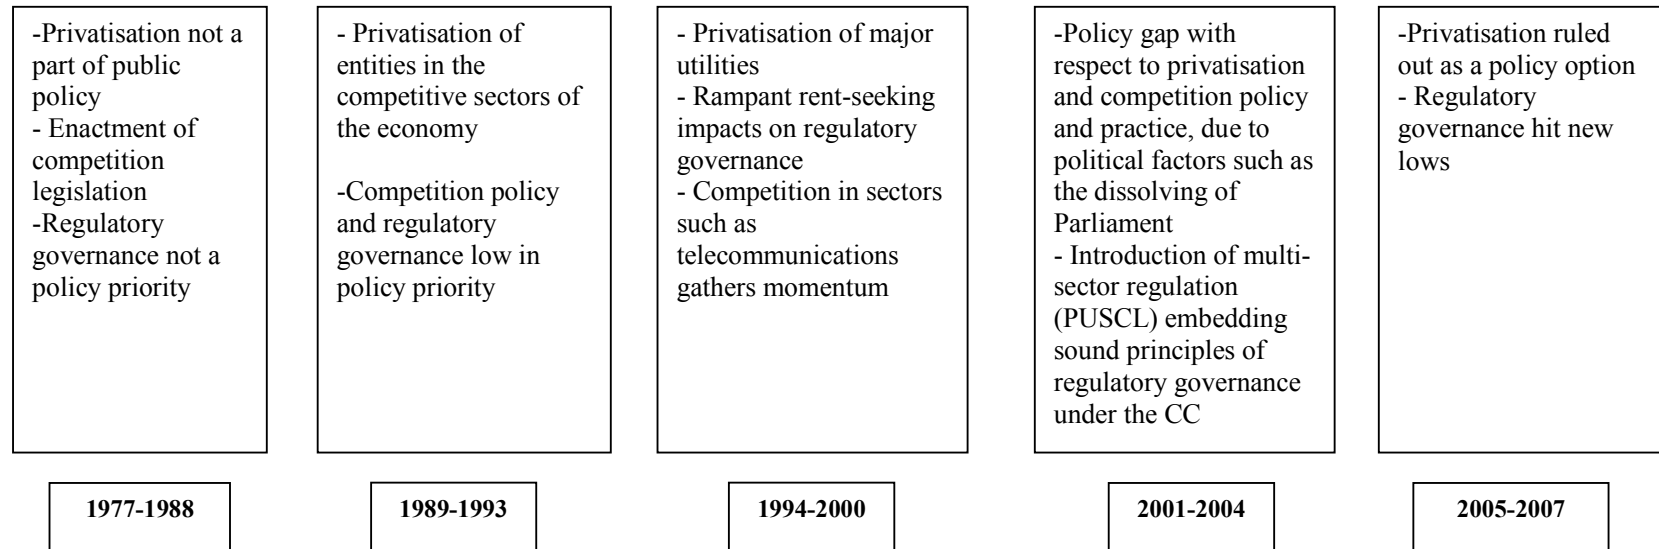 -Privatisation not a
part of public
policy
- Enactment of
competition
legislation
-Regulatory
governance not a
policy priority
- Privatisation of
entities in the
competitive sectors of
the economy
-Competition policy
and regulatory
governance low in
policy priority
- Privatisation of major
utilities
- Rampant rent-seeking
impacts on regulatory
governance
- Competition in sectors
such as
telecommunications
gathers momentum
-Policy gap with
respect to privatisation
and competition policy
and practice, due to
political factors such as
the dissolving of
Parliament
- Introduction of multi-
sector regulation
(PUSCL) embedding
sound principles of
regulatory governance
under the CC
-Privatisation ruled
out as a policy option
- Regulatory
governance hit new
lows
1977-1988
1989-1993
1994-2000
2001-2004
2005-2007